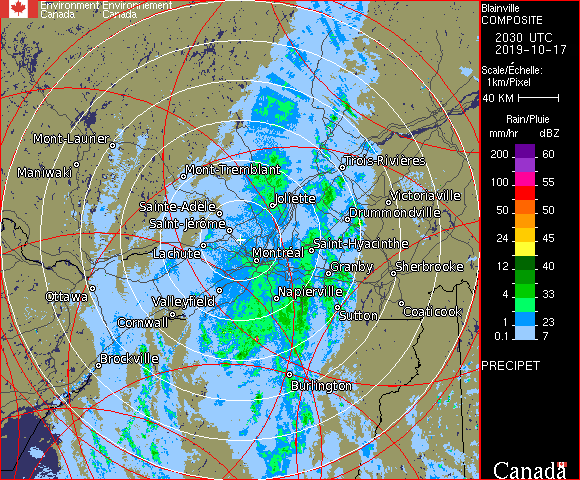 Environment Environnement
Canada Canada
Mont-Laurier
Maniwaki
Mont-Tremblant
Trois-Rivières
Sainte-Adèle
Joliette
Victoriaville
Drummondville
Saint-Jérôme
Lachute
Montréal
Saint-Hyacinthe
Granby
Sherbrooke
Ottawa
Valleyfield
Napierville
Cornwall
Sutton
Coaticook
Brockville
Burlington
Blainville
COMPOSITE
2030 UTC
2019-10-17
Scale/Échelle:
1km/Pixel
40 KM
Rain/Pluie
mm/hr dBZ
200 60
100 55
50 50
24 45
12 40
4 33
1 23
0.1 7
PRECIPET
Canada